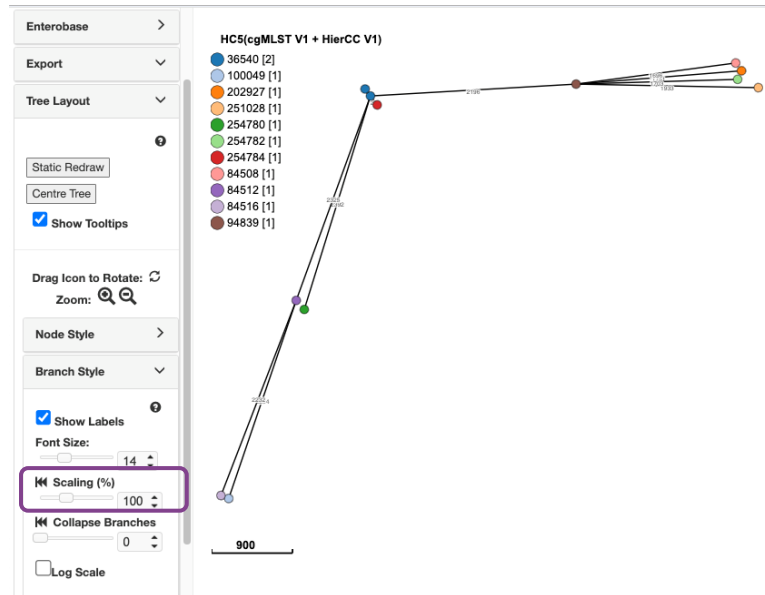 Enterobase
Export
Tree Layout
Static Redraw
Centre Tree
Show Tooltips
Drag Icon to Rotate:
Zoom:
Node Style
Branch Style
Show Labels
Font Size:
14
Scaling (%)
100
Collapse Branches
0
Log Scale
HC5(cgMLST V1 + HierCC V1)
36540 [2]
100049 [1]
202927 [1]
251028 [1]
254780 [1]
254782 [1]
254784 [1]
84508 [1]
84512 [1]
84516 [1]
94839 [1]
900